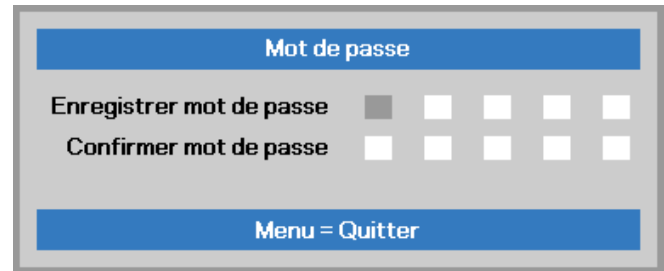 Mot de passe
Enregistrer mot de passe
Confirmer mot de passe
Menu = Quitter